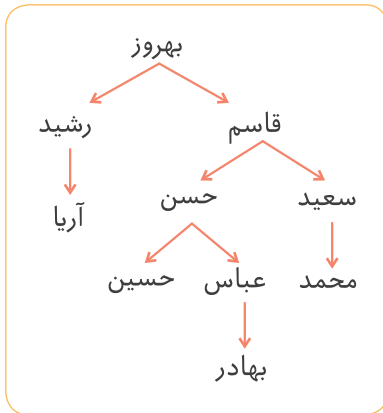 بهروز
قاسم
رشید
سعید
حسن
آریا
محمد
عباس
حسین
بهادر